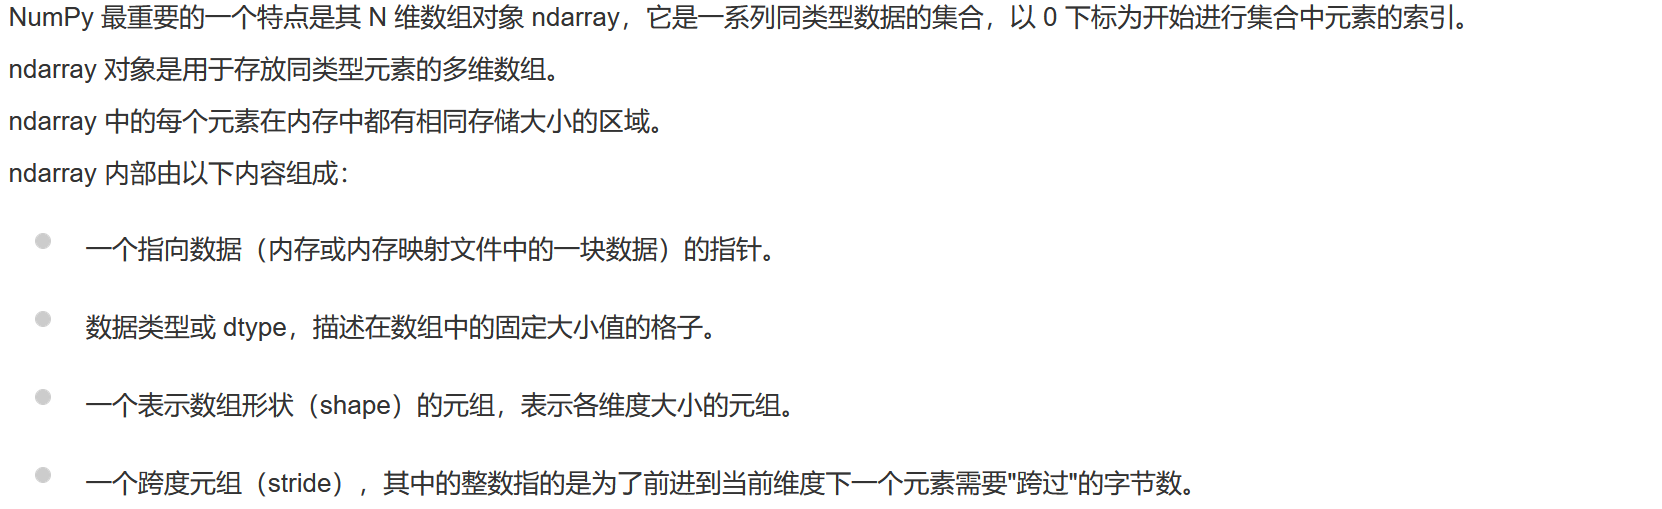 NumPy 最重要的一个特点是其 N 维数组对象 ndarray，它是一系列同类型数据的集合，以 0 下标为开始进行集合中元素的索引。
ndarray 对象是用于存放同类型元素的多维数组。
ndarray 中的每个元素在内存中都有相同存储大小的区域。
ndarray 内部由以下内容组成：
一个指向数据（内存或内存映射文件中的一块数据）的指针。
数据类型或 dtype，描述在数组中的固定大小值的格子。
一个表示数组形状（shape）的元组，表示各维度大小的元组。
一个跨度元组（stride），其中的整数指的是为了前进到当前维度下一个元素需要"跨过"的字节数。